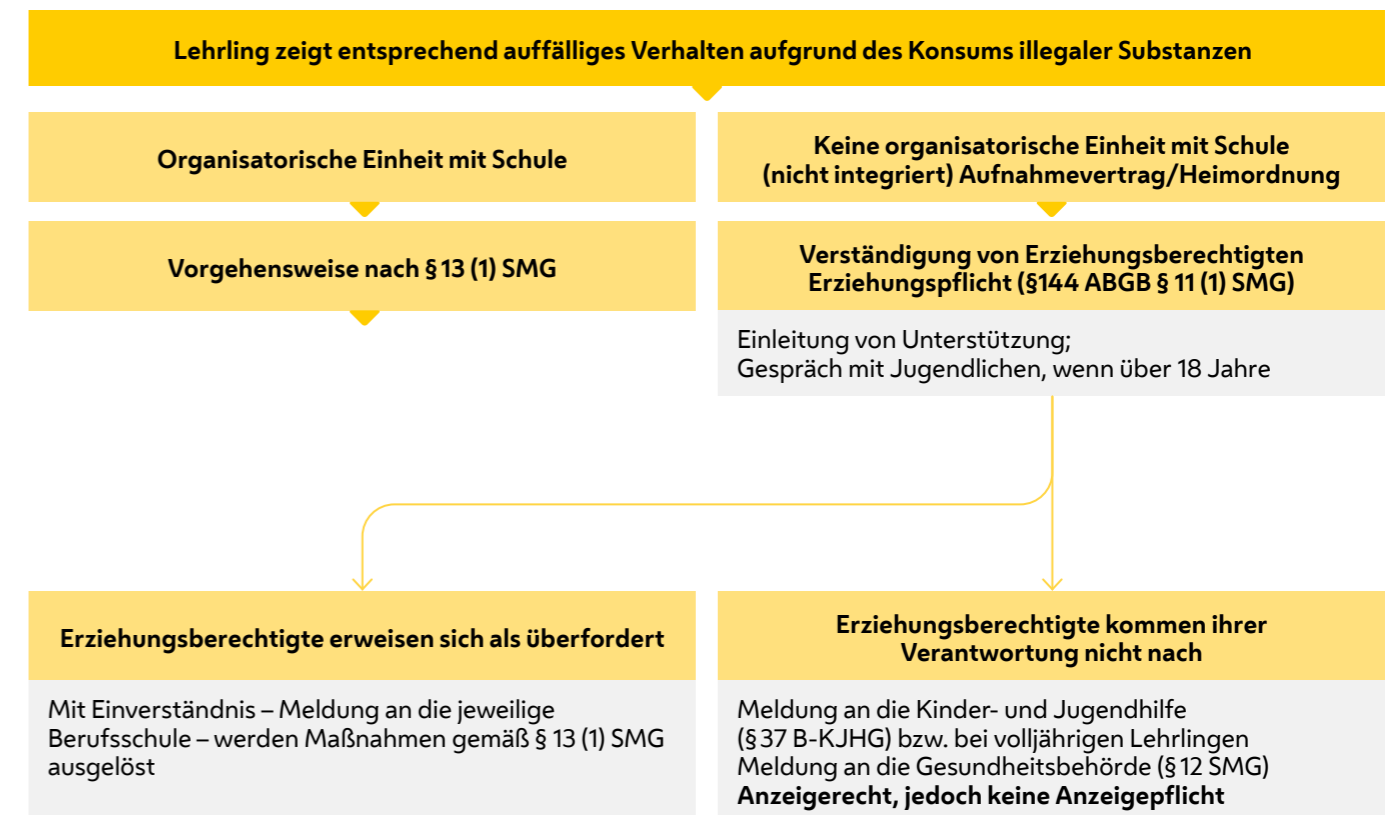 Lehrling zeigt entsprechend auffälliges Verhalten aufgrund des Konsums illegaler Substanzen
Organisatorische Einheit mit Schule
Keine organisatorische Einheit mit Schule
(nicht integriert) Aufnahmevertrag/Heimordnung
Vorgehensweise nach § 13 (1) SMG
Verständigung von Erziehungsberechtigten
Erziehungspflicht (§144 ABGB § 11 (1) SMG)
Einleitung von Unterstützung;
Gespräch mit Jugendlichen, wenn über 18 Jahre
Erziehungsberechtigte erweisen sich als überfordert
Mit Einverständnis – Meldung an die jeweilige
Berufsschule – werden Maßnahmen gemäß § 13 (1) SMG
ausgelöst
Erziehungsberechtigte kommen ihrer
Verantwortung nicht nach
Meldung an die Kinder- und Jugendhilfe
(§ 37 B-KJHG) bzw. bei volljährigen Lehrlingen
Meldung an die Gesundheitsbehörde (§ 12 SMG)
Anzeigerecht, jedoch keine Anzeigepflicht